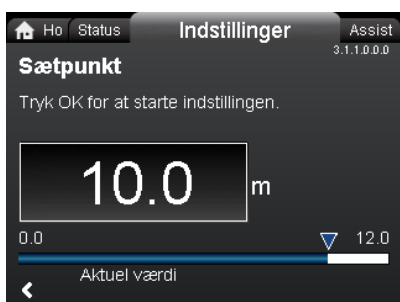 Ho Status Indstillinger Assist
3.1.1.0.0.0
Sætpunkt
Tryk OK for at starte indstillingen.
10.0 m
0.0 12.0
Aktuel værdi